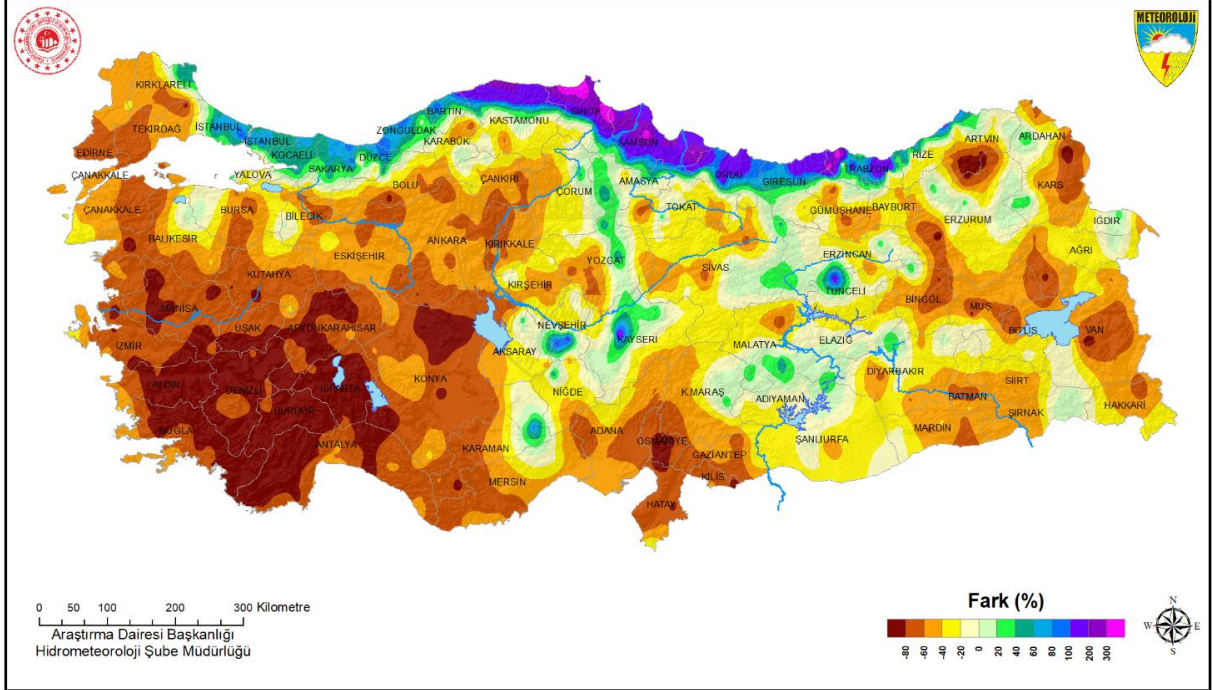 METEOROLOJİ
KIRKLARELİ
TEKİRDAĞ
EDİRNE
ÇANAKKALE
İSTANBUL
İSTANBUL
KOCAELİ
YALOVA
SAKARYA
DÜZCE
ZONGULDAK
BARTIN
KARABÜK
KASTAMONU
SİNOP
SAMSUN
ORDU
GİRESUN
TRABZON
RİZE
ARTVİN
ARDAHAN
ÇANAKKALE
BURSA
BİLECİK
BOLU
ÇANKIRI
ÇORUM
AMASYA
TOKAT
GÜMÜŞHANE
BAYBURT
ERZURUM
KARS
IĞDIR
BALIKESİR
KÜTAHYA
ESKİŞEHİR
ANKARA
KIRIKKALE
YOZGAT
SİVAS
ERZİNCAN
AĞRI
MANİSA
UŞAK
AFYONKARAHİSAR
KIRŞEHİR
NEVŞEHİR
KAYSERİ
TUNCELİ
BİNGÖL
MUŞ
BİTLİS
VAN
İZMİR
AKSARAY
MALATYA
ELAZIĞ
DİYARBAKIR
AYDIN
DENİZLİ
ISPARTA
BURDUR
KONYA
NİĞDE
K.MARAŞ
ADIYAMAN
BATMAN
SİİRT
ŞIRNAK
HAKKARİ
MUĞLA
ANTALYA
KARAMAN
MERSİN
ADANA
OSMANİYE
GAZİANTEP
KİLİS
ŞANLIURFA
MARDİN
HATAY
0 50 100 200 300 Kilometre
Araştırma Dairesi Başkanlığı
Hidrometeoroloji Şube Müdürlüğü
Fark (%)
-80 -60 -40 -20 0 20 40 60 80 100 200 300
N
W E
S